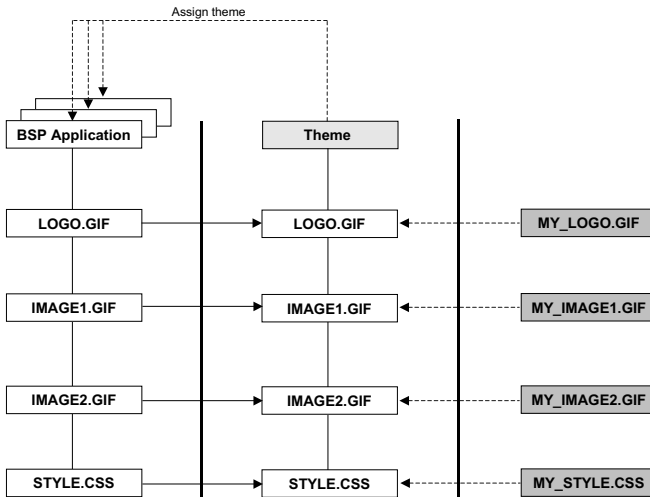 Assign theme
BSP Application
Theme
LOGO.GIF
LOGO.GIF
MY_LOGO.GIF
IMAGE1.GIF
IMAGE1.GIF
MY_IMAGE1.GIF
IMAGE2.GIF
IMAGE2.GIF
MY_IMAGE2.GIF
STYLE.CSS
STYLE.CSS
MY_STYLE.CSS